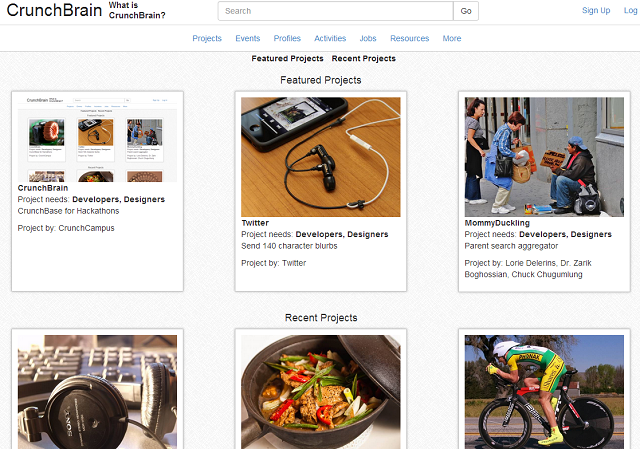 CrunchBrain
What is
CrunchBrain?
Search
Go
Sign Up
Log
Projects
Events
Profiles
Activities
Jobs
Resources
More
Featured Projects
Recent Projects
Featured Projects
CrunchBrain
Project needs: Developers, Designers
CrunchBase for Hackathons
Project by: CrunchCampus
Twitter
Project needs: Developers, Designers
Send 140 character blurbs
Project by: Twitter
MommyDuckling
Project needs: Developers, Designers
Parent search aggregator
Project by: Lorie Delerins, Dr. Zarik
Boghossian, Chuck Chugumlung
Recent Projects
SONY
PHONAK